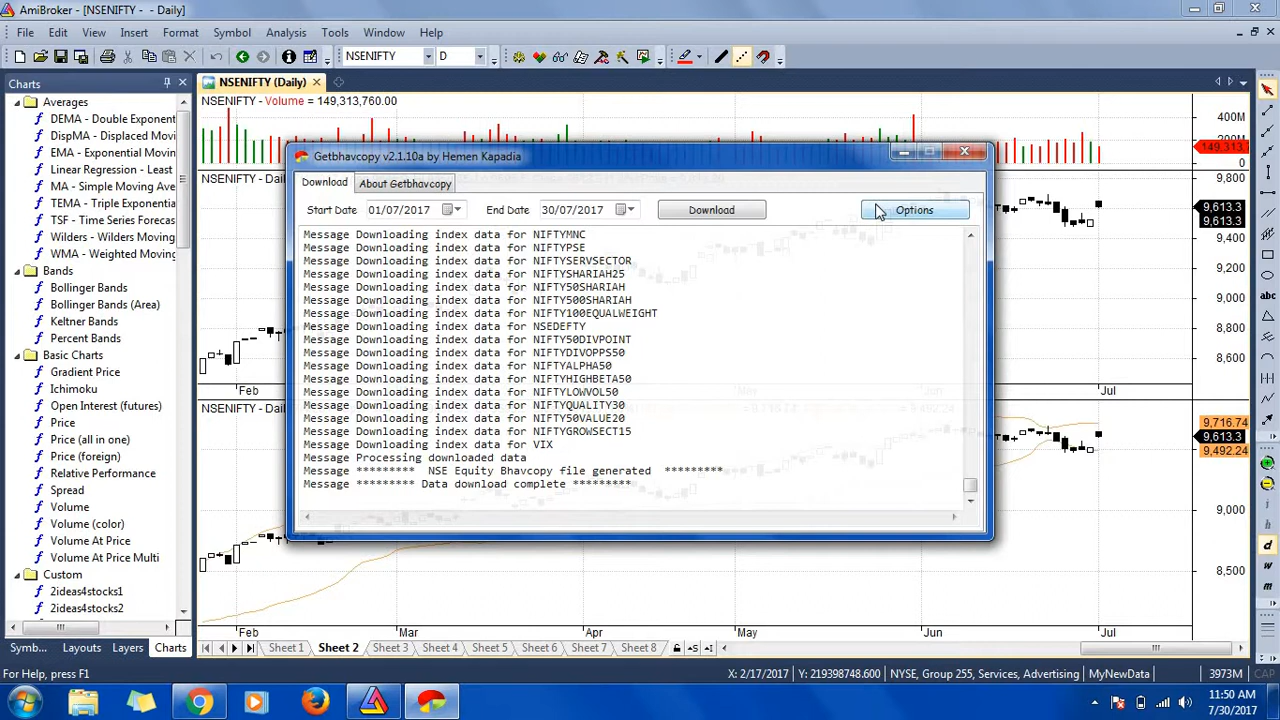 AmiBroker - [NSENIFTY - - Daily]
File Edit View Insert Format Symbol Analysis Tools Window Help
NSENIFTY D
Charts
NSENIFTY (Daily)
Averages
DEMA - Double Exponent
DispMA - Displaced Movi
EMA - Exponential Movin
Linear Regression - Least
MA - Simple Moving Aver
TEMA - Triple Exponentia
TSF - Time Series Forecas
Wilders - Wilders Moving
WMA - Weighted Moving
Bands
Bollinger Bands
Bollinger Bands (Area)
Keltner Bands
Percent Bands
Basic Charts
Gradient Price
Ichimoku
Open Interest (futures)
Price
Price (all in one)
Price (foreign)
Relative Performance
Spread
Volume
Volume (color)
Volume At Price
Volume At Price Multi
Custom
2ideas4stocks1
2ideas4stocks2
Symb... Layouts Layers Charts
NSENIFTY - Volume = 149,313,760.00
400M
200M
149,313,
0
NSENIFTY - Dail
9,800
9,613.3
9,613.3
9,400
9,200
9,000
8,800
8,600
Feb Jul
NSENIFTY - Dail
9,716.74
9,613.3
9,492.24
9,000
8,500
Feb Mar Apr May Jun Jul
Getbhavcopy v2.1.10a by Hemen Kapadia
Download About Getbhavcopy
Start Date 01/07/2017 End Date 30/07/2017 Download Options
Message Downloading index data for NIFTYMNC
Message Downloading index data for NIFTYPSE
Message Downloading index data for NIFTYSERVSECTOR
Message Downloading index data for NIFTYSHARIAH25
Message Downloading index data for NIFTY50SHARIAH
Message Downloading index data for NIFTY500SHARIAH
Message Downloading index data for NIFTY100EQUALWEIGHT
Message Downloading index data for NSEDEFTY
Message Downloading index data for NIFTY50DIVPOINT
Message Downloading index data for NIFTYDIVOPPS50
Message Downloading index data for NIFTYALPHA50
Message Downloading index data for NIFTYHIGHBETA50
Message Downloading index data for NIFTYLOWVOL50
Message Downloading index data for NIFTYQUALITY30
Message Downloading index data for NIFTY50VALUE20
Message Downloading index data for NIFTYGROWSECT15
Message Downloading index data for VIX
Message Processing downloaded data
Message ********* NSE Equity Bhavcopy file generated *********
Message ********* Data download complete *********
Sheet 1 Sheet 2 Sheet 3 Sheet 4 Sheet 5 Sheet 6 Sheet 7 Sheet 8
For Help, press F1
X: 2/17/2017 Y: 219398748.600 NYSE, Group 255, Services, Advertising MyNewData 3973M CAP
h
i
d
w
m
11:50 AM
7/30/2017